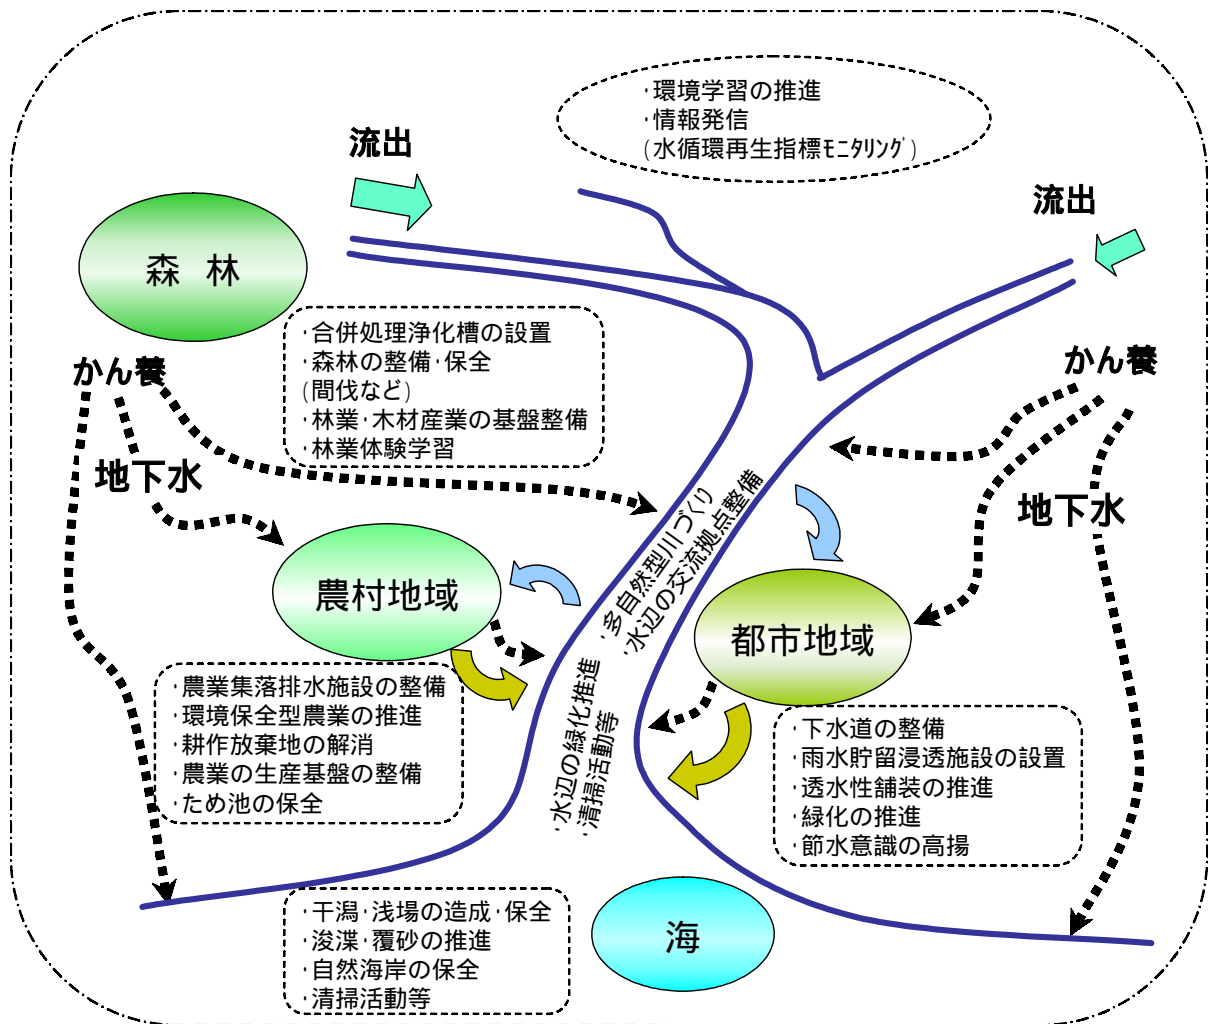 ·環境学習の推進
·情報発信
(水循環再生指標ﾓﾆﾀﾘﾝｸﾞ)
流出
流出
森 林
·合併処理浄化槽の設置
·森林の整備·保全
(間伐など)
·林業·木材産業の基盤整備
·林業体験学習
かん養
かん養
地下水
地下水
·多自然型川づくり
·水辺の交流拠点整備
農村地域
都市地域
·農業集落排水施設の整備
·環境保全型農業の推進
·耕作放棄地の解消
·農業の生産基盤の整備
·ため池の保全
·水辺の緑化推進
·清掃活動等
·下水道の整備
·雨水貯留浸透施設の設置
·透水性舗装の推進
·緑化の推進
·節水意識の高揚
·干潟·浅場の造成·保全
·浚渫·覆砂の推進
·自然海岸の保全
·清掃活動等
海